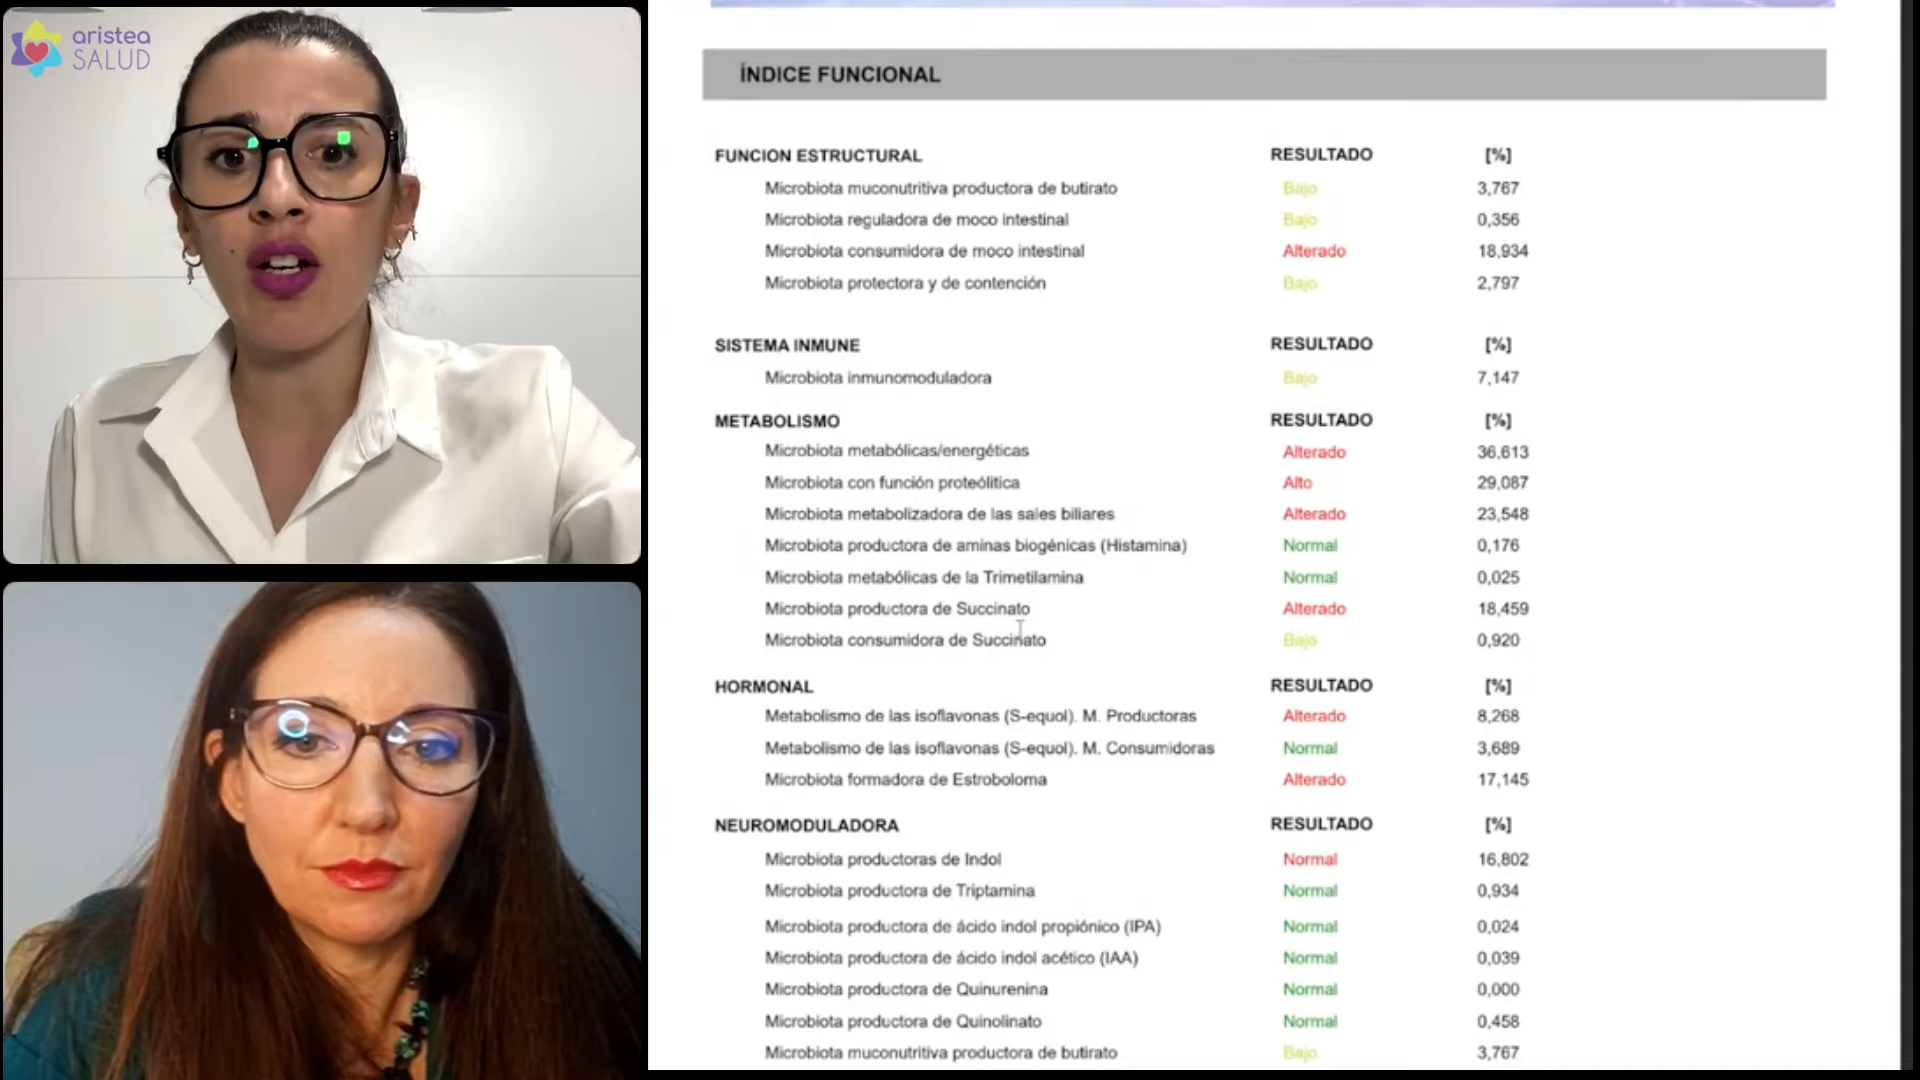 aristea
SALUD
ÍNDICE FUNCIONAL
FUNCION ESTRUCTURAL RESULTADO [%]
Microbiota muconutritiva productora de butirato Bajo 3,767
Microbiota reguladora de moco intestinal Bajo 0,356
Microbiota consumidora de moco intestinal Alterado 18,934
Microbiota protectora y de contención Bajo 2,797
SISTEMA INMUNE RESULTADO [%]
Microbiota inmunomoduladora Bajo 7,147
METABOLISMO RESULTADO [%]
Microbiota metabólicas/energéticas Alterado 36,613
Microbiota con función proteólitica Alto 29,087
Microbiota metabolizadora de las sales biliares Alterado 23,548
Microbiota productora de aminas biogénicas (Histamina) Normal 0,176
Microbiota metabólicas de la Trimetilamina Normal 0,025
Microbiota productora de Succinato Alterado 18,459
Microbiota consumidora de Succinato Bajo 0,920
HORMONAL RESULTADO [%]
Metabolismo de las isoflavonas (S-equol). M. Productoras Alterado 8,268
Metabolismo de las isoflavonas (S-equol). M. Consumidoras Normal 3,689
Microbiota formadora de Estroboloma Alterado 17,145
NEUROMODULADORA RESULTADO [%]
Microbiota productoras de Indol Normal 16,802
Microbiota productora de Triptamina Normal 0,934
Microbiota productora de ácido indol propiónico (IPA) Normal 0,024
Microbiota productora de ácido indol acético (IAA) Normal 0,039
Microbiota productora de Quinurenina Normal 0,000
Microbiota productora de Quinolinato Normal 0,458
Microbiota muconutritiva productora de butirato Bajo 3,767